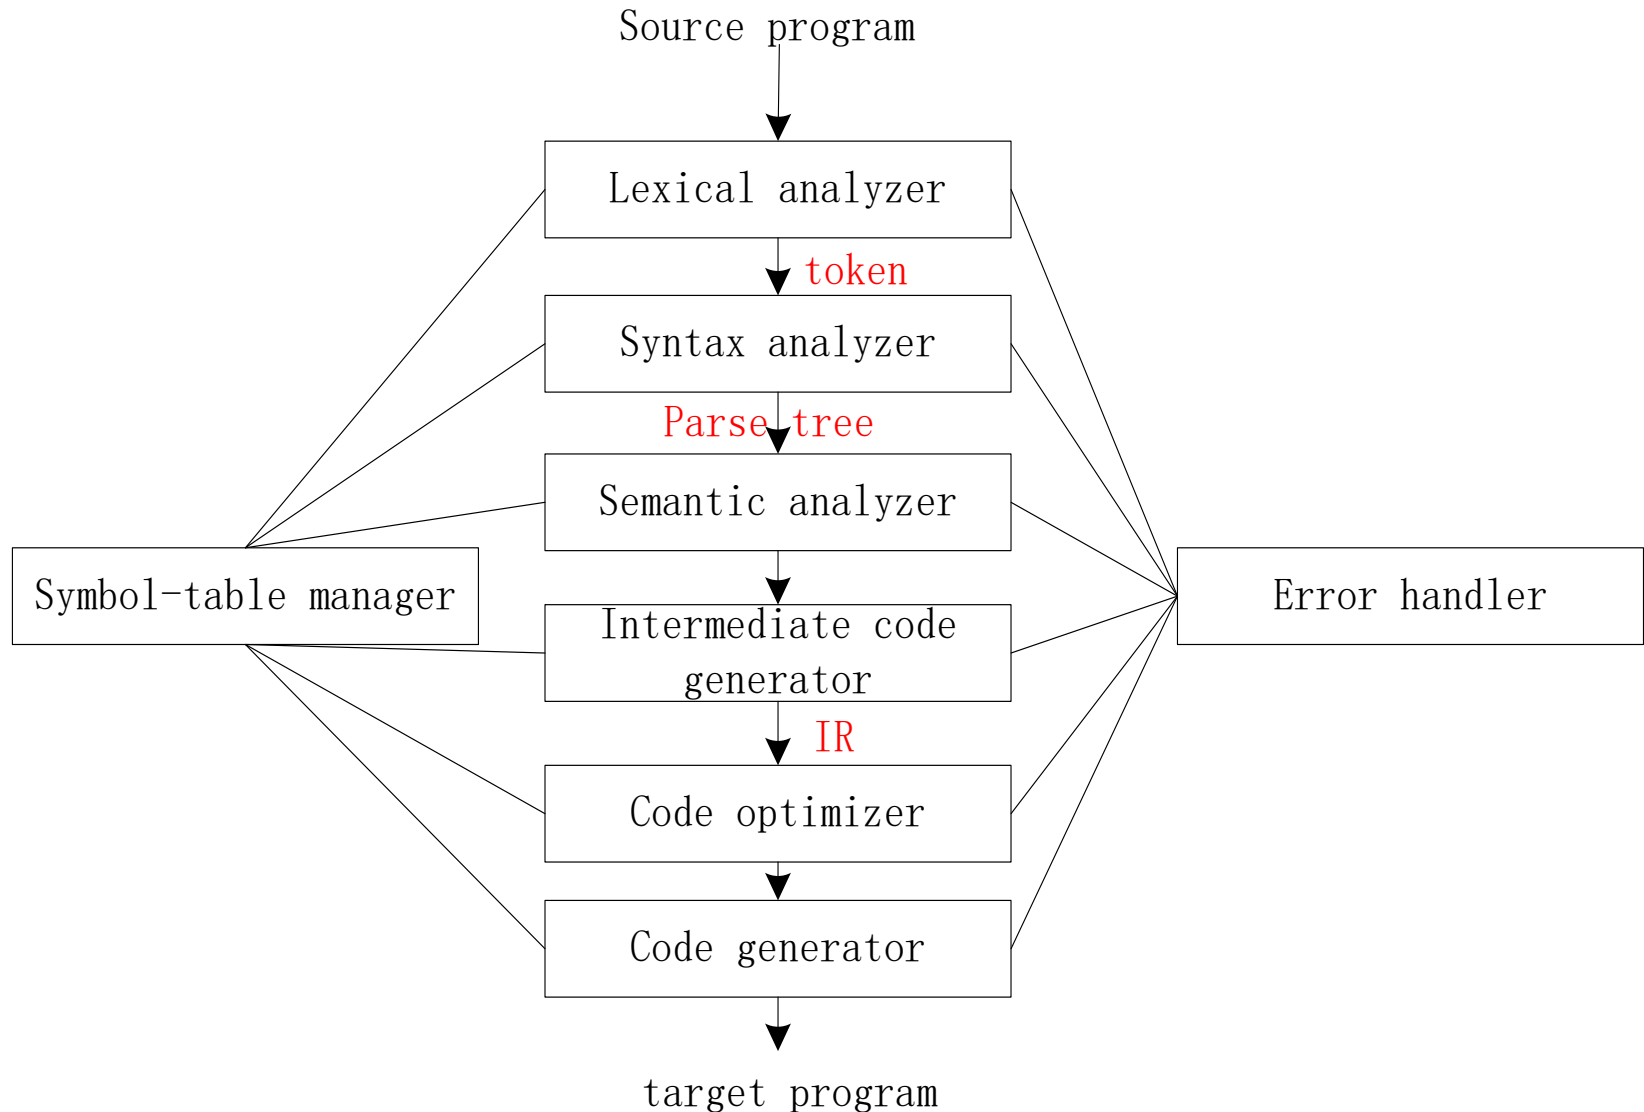 Source program
Lexical analyzer
token
Syntax analyzer
Parse tree
Semantic analyzer
Symbol-table manager
Error handler
Intermediate code
generator
IR
Code optimizer
Code generator
target program